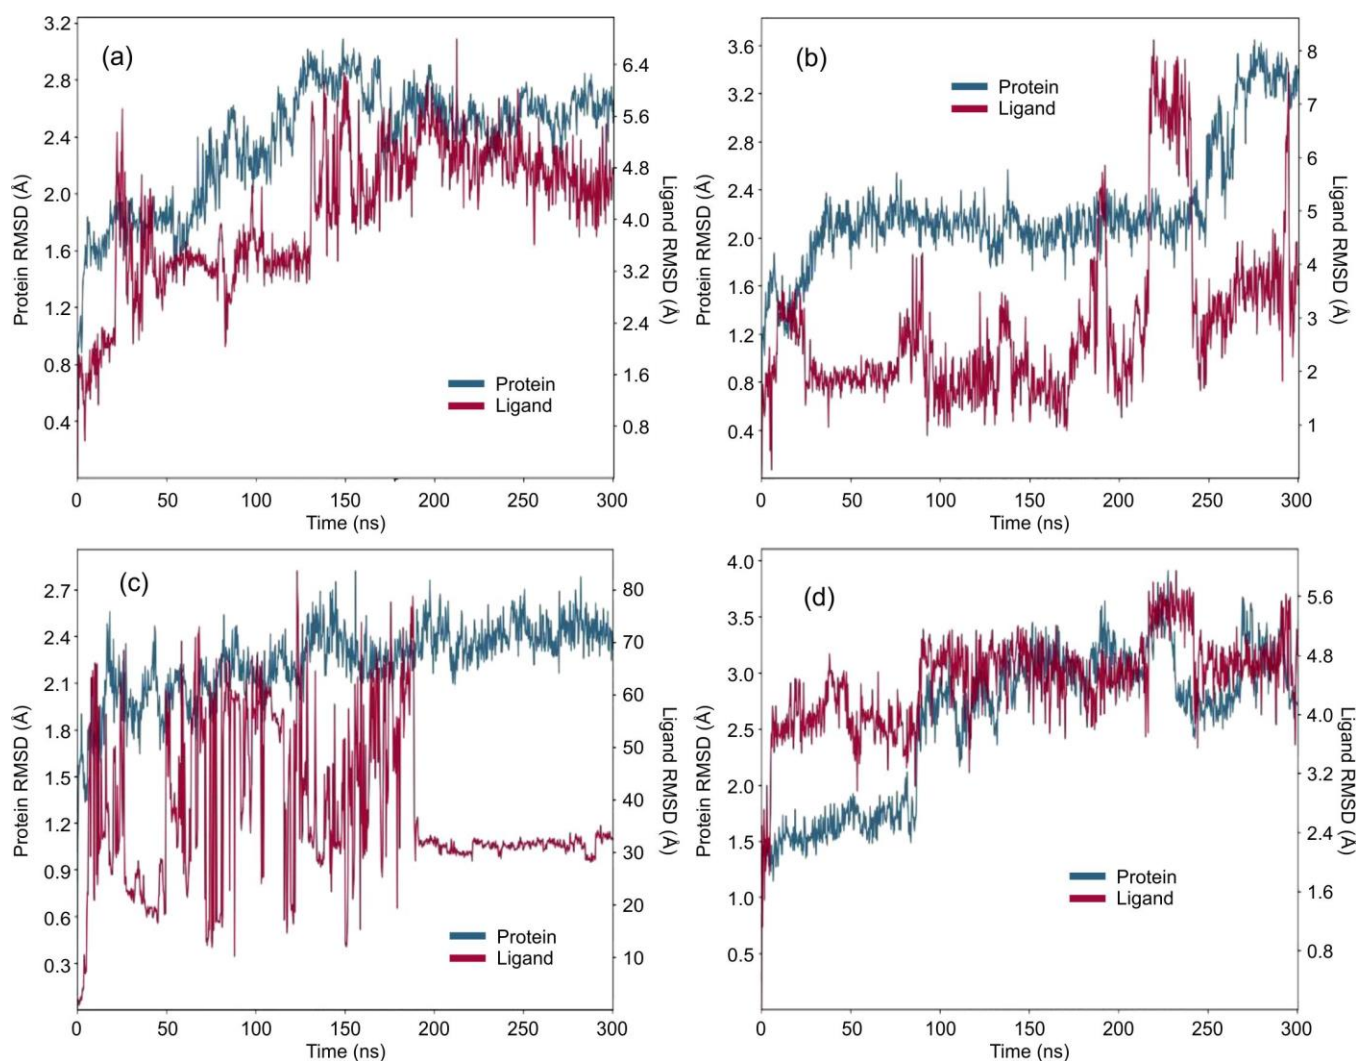 (a)
Protein RMSD (Å)
3.2
2.8
2.4
2.0
1.6
1.2
0.8
0.4
6.4
5.6
4.8
4.0
3.2
2.4
1.6
0.8
Ligand RMSD (Å)
Protein
Ligand
0 50 100 150 200 250 300
Time (ns)
(b)
Protein RMSD (Å)
3.6
3.2
2.8
2.4
2.0
1.6
1.2
0.8
0.4
8
7
6
5
4
3
2
1
Ligand RMSD (Å)
Protein
Ligand
0 50 100 150 200 250 300
Time (ns)
(c)
Protein RMSD (Å)
2.7
2.4
2.1
1.8
1.5
1.2
0.9
0.6
0.3
80
70
60
50
40
30
20
10
Ligand RMSD (Å)
Protein
Ligand
0 50 100 150 200 250 300
Time (ns)
(d)
Protein RMSD (Å)
4.0
3.5
3.0
2.5
2.0
1.5
1.0
0.5
5.6
4.8
4.0
3.2
2.4
1.6
0.8
Ligand RMSD (Å)
Protein
Ligand
0 50 100 150 200 250 300
Time (ns)